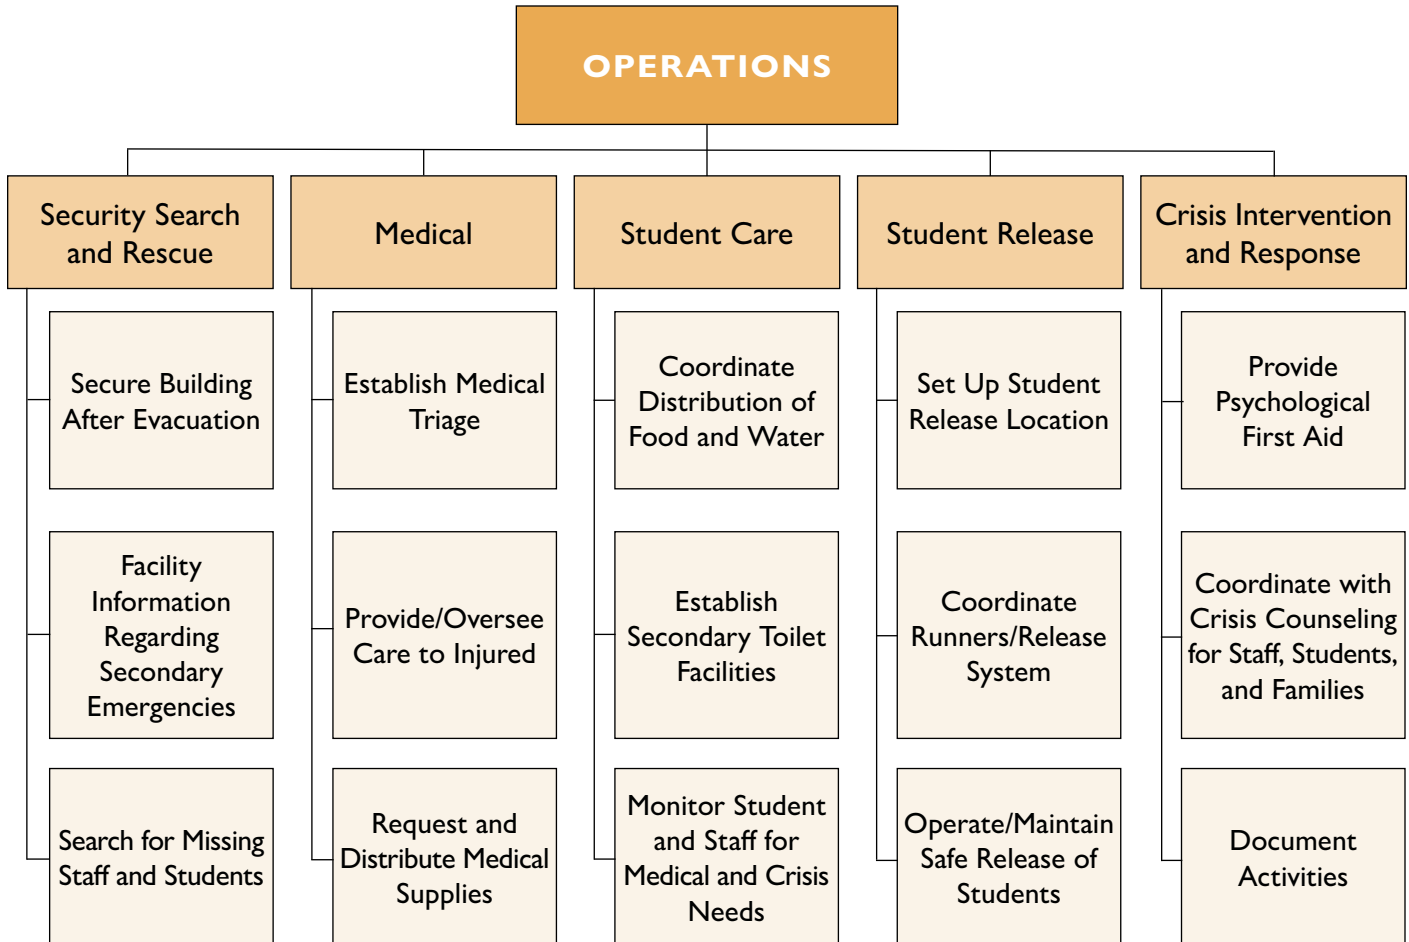 OPERATIONS
Security Search
and Rescue
Medical
Student Care
Student Release
Crisis Intervention
and Response
Secure Building
After Evacuation
Establish Medical
Triage
Coordinate
Distribution of
Food and Water
Set Up Student
Release Location
Provide
Psychological
First Aid
Facility
Information
Regarding
Secondary
Emergencies
Provide/Oversee
Care to Injured
Establish
Secondary Toilet
Facilities
Coordinate
Runners/Release
System
Coordinate with
Crisis Counseling
for Staff, Students,
and Families
Search for Missing
Staff and Students
Request and
Distribute Medical
Supplies
Monitor Student
and Staff for
Medical and Crisis
Needs
Operate/Maintain
Safe Release of
Students
Document
Activities